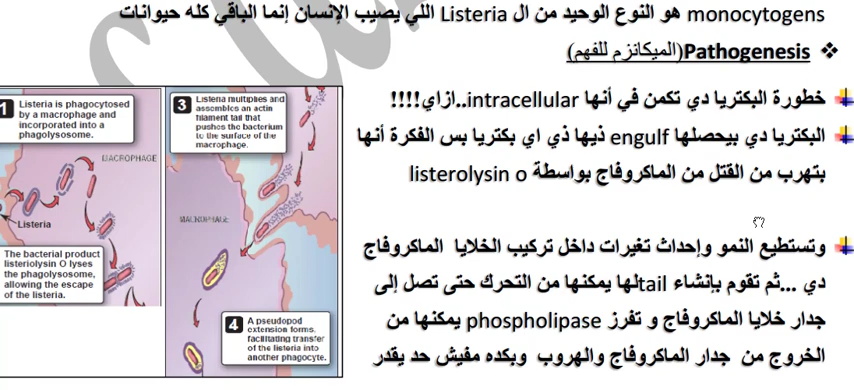 monocytogens هو النوع الوحيد من ال Listeria اللي يصيب الإنسان إنما الباقي كله حيوانات
❖ Pathogenesis(الميكانزم للفهم)
خطورة البكتريا دي تكمن في أنها intracellular..ازاي!!!!
البكتريا دي بيحصلها engulf ذيها ذي اي بكتريا بس الفكرة أنها
بتهرب من القتل من الماكروفاج بواسطة listerolysin o
وتستطيع النمو وإحداث تغيرات داخل تركيب الخلايا الماكروفاج
دي ...ثم تقوم بإنشاء tailلها يمكنها من التحرك حتى تصل إلى
جدار خلايا الماكروفاج و تفرز phospholipase يمكنها من
الخروج من جدار الماكروفاج والهروب وبكده مفيش حد يقدر
1 Listeria is phagocytosed
by a macrophage and
incorporated into a
phagolysosome.
MACROPHAGE
Listeria
The bacterial product
listeriolysin O lyses
the phagolysosome,
allowing the escape
of the listeria.
3 Listeria multiplies and
assembles an actin
filament tail that
pushes the bacterium
to the surface of the
macrophage.
MACROPHAGE
4 A pseudopod
extension forms,
facilitating transfer
of the listeria into
another phagocyte.